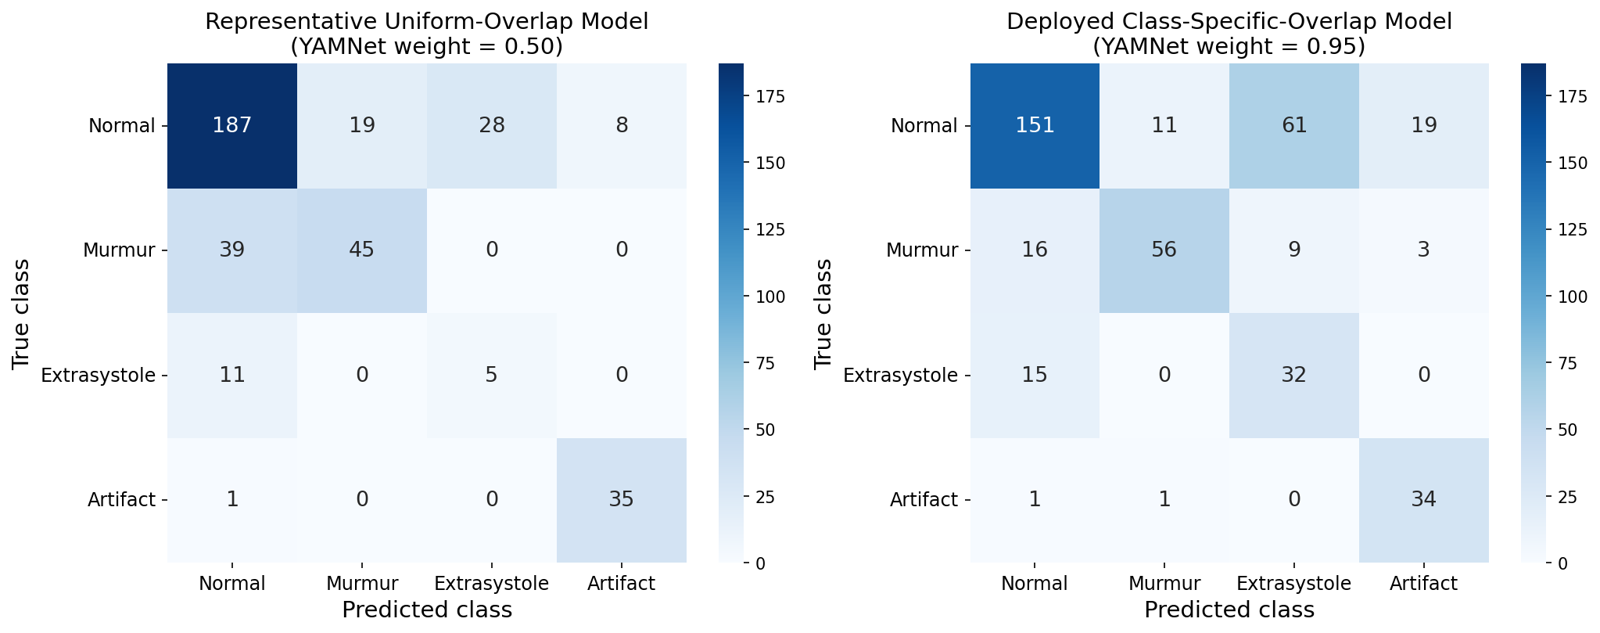 Representative Uniform-Overlap Model
(YAMNet weight = 0.50)
True class
Normal
187 19 28 8
Murmur
39 45 0 0
Extrasystole
11 0 5 0
Artifact
1 0 0 35
Normal Murmur Extrasystole Artifact
Predicted class
175
150
125
100
75
50
25
0
Deployed Class-Specific-Overlap Model
(YAMNet weight = 0.95)
True class
Normal
151 11 61 19
Murmur
16 56 9 3
Extrasystole
15 0 32 0
Artifact
1 1 0 34
Normal Murmur Extrasystole Artifact
Predicted class
175
150
125
100
75
50
25
0